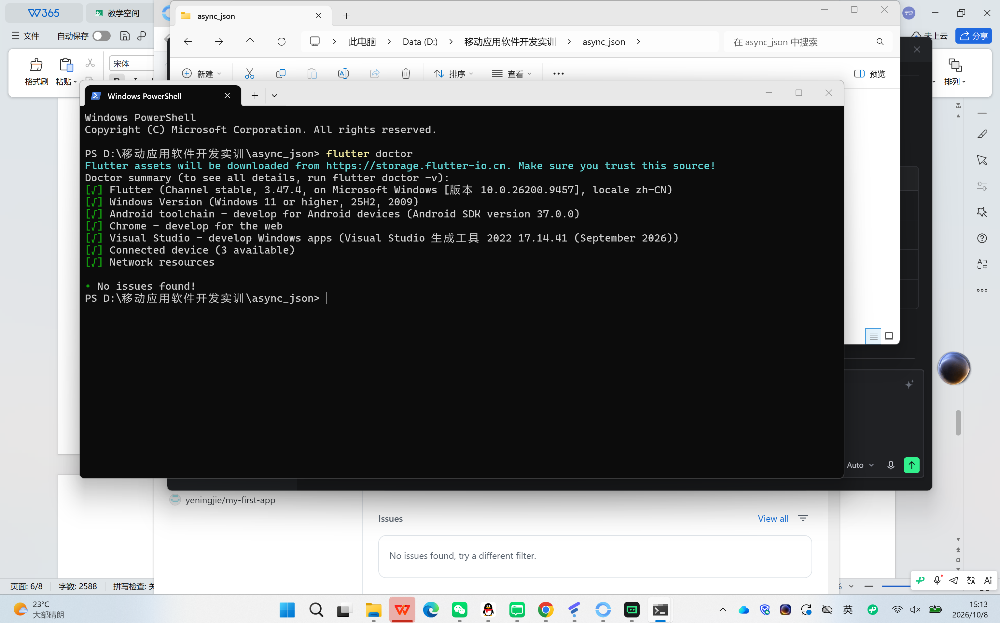 W365
教学空间
async_json
宁杰
文件
自动保存
此电脑
Data (D:)
移动应用软件开发实训
async_json
在 async_json 中搜索
未上云
分享
格式刷
粘贴
宋体
新建
排序
查看
预览
排列
Windows PowerShell
Windows PowerShell
Copyright (C) Microsoft Corporation. All rights reserved.
PS D:\移动应用软件开发实训\async_json> flutter doctor
Flutter assets will be downloaded from https://storage.flutter-io.cn. Make sure you trust this source!
Doctor summary (to see all details, run flutter doctor -v):
[√] Flutter (Channel stable, 3.47.4, on Microsoft Windows [版本 10.0.26200.9457], locale zh-CN)
[√] Windows Version (Windows 11 or higher, 25H2, 2009)
[√] Android toolchain - develop for Android devices (Android SDK version 37.0.0)
[√] Chrome - develop for the web
[√] Visual Studio - develop Windows apps (Visual Studio 生成工具 2022 17.14.41 (September 2026))
[√] Connected device (3 available)
[√] Network resources
• No issues found!
PS D:\移动应用软件开发实训\async_json>
Auto
yeningjie/my-first-app
Issues
View all
No issues found, try a different filter.
页面: 6/8
字数: 2588
拼写检查: 关
23°C
大部晴朗
英
15:13
2026/10/8